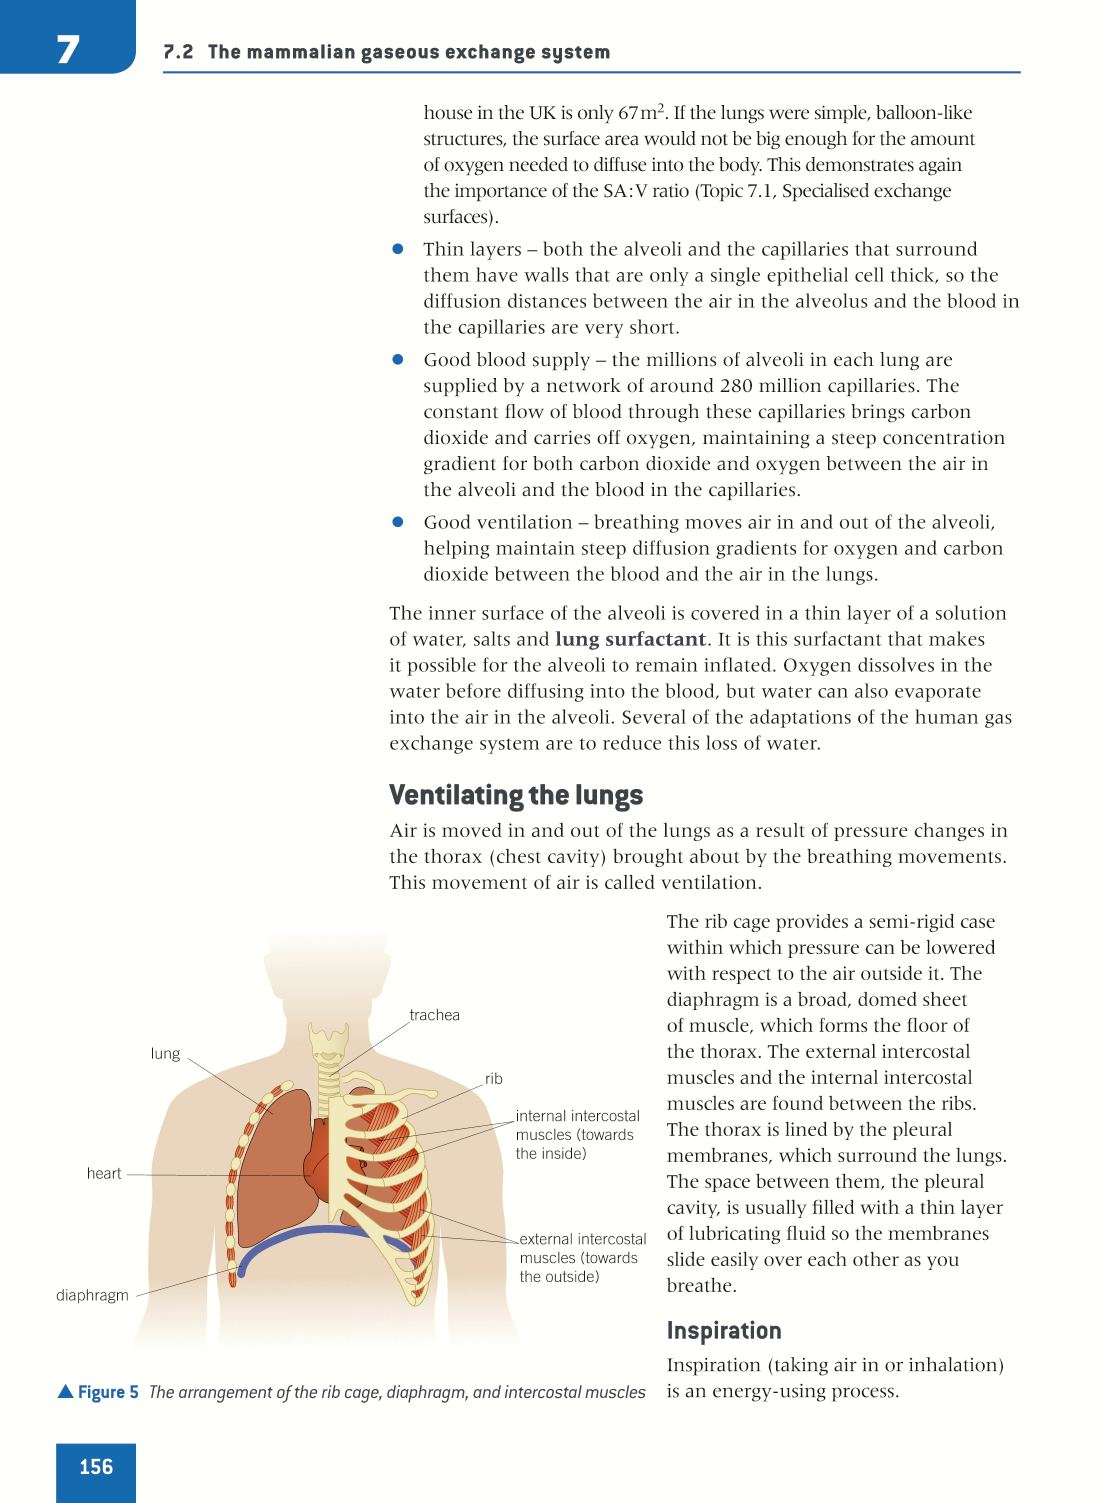 7
7.2 The mammalian gaseous exchange system
house in the UK is only 67 m². If the lungs were simple, balloon-like
structures, the surface area would not be big enough for the amount
of oxygen needed to diffuse into the body. This demonstrates again
the importance of the SA:V ratio (Topic 7.1, Specialised exchange
surfaces).
● Thin layers – both the alveoli and the capillaries that surround
them have walls that are only a single epithelial cell thick, so the
diffusion distances between the air in the alveolus and the blood in
the capillaries are very short.
● Good blood supply – the millions of alveoli in each lung are
supplied by a network of around 280 million capillaries. The
constant flow of blood through these capillaries brings carbon
dioxide and carries off oxygen, maintaining a steep concentration
gradient for both carbon dioxide and oxygen between the air in
the alveoli and the blood in the capillaries.
● Good ventilation – breathing moves air in and out of the alveoli,
helping maintain steep diffusion gradients for oxygen and carbon
dioxide between the blood and the air in the lungs.
The inner surface of the alveoli is covered in a thin layer of a solution
of water, salts and lung surfactant. It is this surfactant that makes
it possible for the alveoli to remain inflated. Oxygen dissolves in the
water before diffusing into the blood, but water can also evaporate
into the air in the alveoli. Several of the adaptations of the human gas
exchange system are to reduce this loss of water.
Ventilating the lungs
Air is moved in and out of the lungs as a result of pressure changes in
the thorax (chest cavity) brought about by the breathing movements.
This movement of air is called ventilation.
trachea
lung
rib
internal intercostal
muscles (towards
the inside)
heart
external intercostal
muscles (towards
the outside)
diaphragm
▲ Figure 5 The arrangement of the rib cage, diaphragm, and intercostal muscles
The rib cage provides a semi-rigid case
within which pressure can be lowered
with respect to the air outside it. The
diaphragm is a broad, domed sheet
of muscle, which forms the floor of
the thorax. The external intercostal
muscles and the internal intercostal
muscles are found between the ribs.
The thorax is lined by the pleural
membranes, which surround the lungs.
The space between them, the pleural
cavity, is usually filled with a thin layer
of lubricating fluid so the membranes
slide easily over each other as you
breathe.
Inspiration
Inspiration (taking air in or inhalation)
is an energy-using process.
156